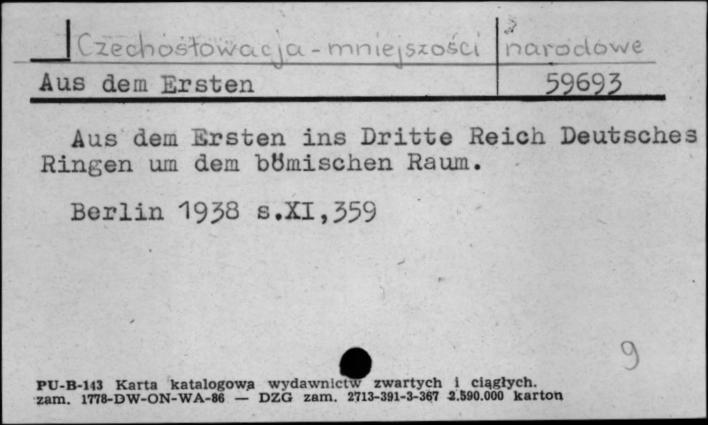 Czechosłowacja - mniejszości narodowe
Aus dem Ersten 59693
Aus dem Ersten ins Dritte Reich Deutsches
Ringen um dem bömischen Raum.
Berlin 1938 s.XI,359
9
PU-B-143 Karta katalogowa wydawnictw zwartych i ciągłych.
zam. 1778-DW-ON-WA-86 — DZG zam. 2713-391-3-367 2.590.000 karton